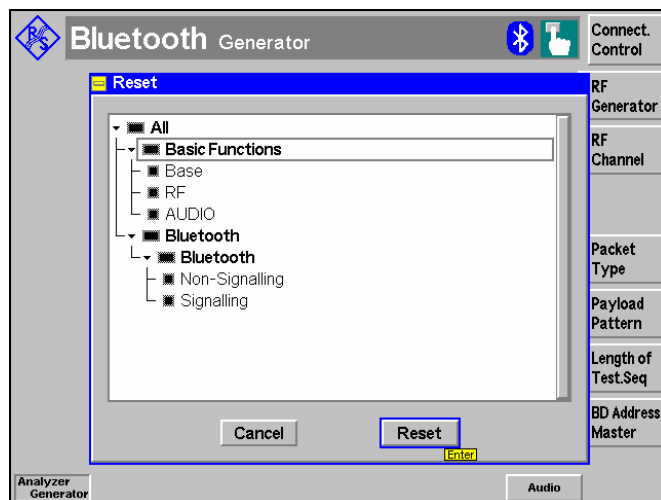 R S
Bluetooth Generator
Connect.
Control
Reset
RF
Generator
All
Basic Functions
RF
Channel
Base
RF
AUDIO
Bluetooth
Bluetooth
Packet
Type
Non-Signalling
Signalling
Payload
Pattern
Length of
Test.Seq
BD Address
Master
Cancel
Reset
Enter
Analyzer
Generator
Audio